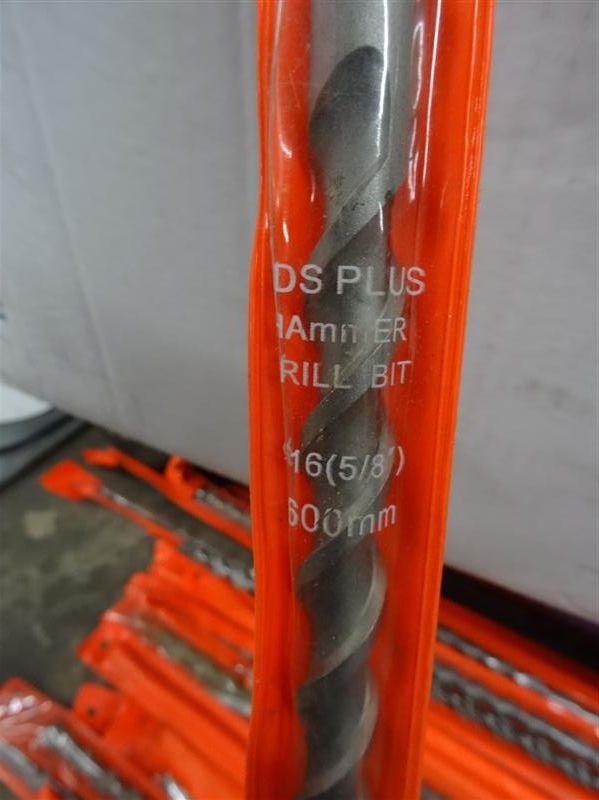 DS PLUS
HAmmER
RILL BIT
16(5/8")
600mm